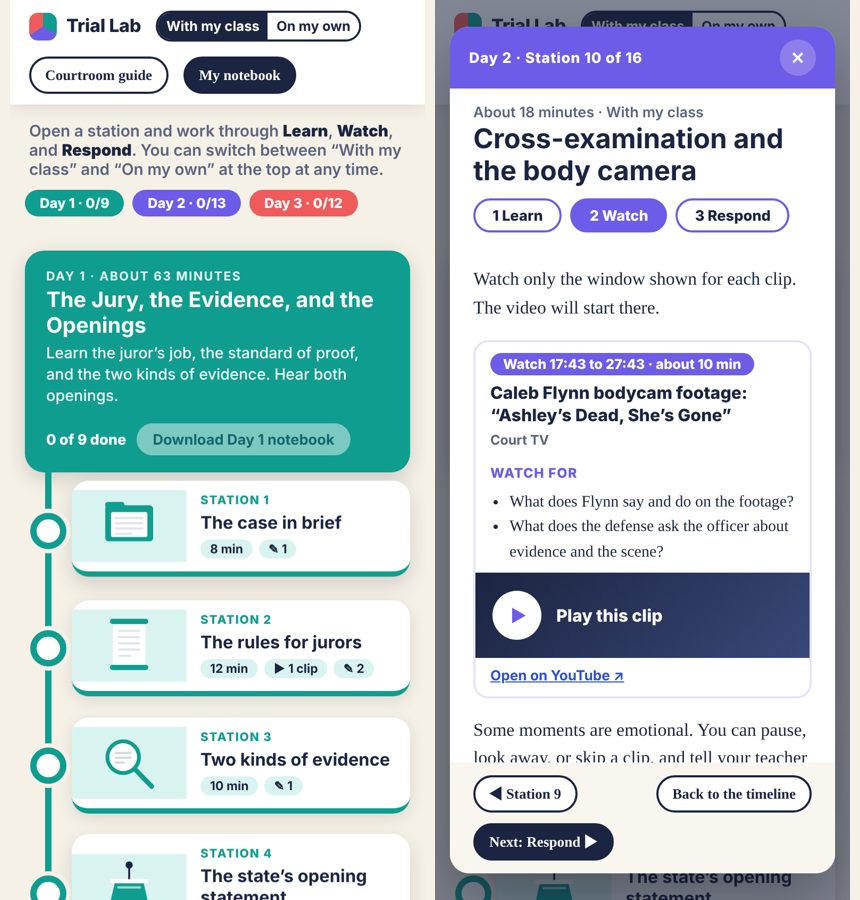 Trial Lab
With my class
On my own
Courtroom guide
My notebook
Open a station and work through Learn, Watch,
and Respond. You can switch between “With my
class” and “On my own” at the top at any time.
Day 1 · 0/9
Day 2 · 0/13
Day 3 · 0/12
DAY 1 · ABOUT 63 MINUTES
The Jury, the Evidence, and the
Openings
Learn the juror’s job, the standard of proof,
and the two kinds of evidence. Hear both
openings.
0 of 9 done
Download Day 1 notebook
STATION 1
The case in brief
8 min
✎ 1
STATION 2
The rules for jurors
12 min
▶ 1 clip
✎ 2
STATION 3
Two kinds of evidence
10 min
✎ 1
STATION 4
The state’s opening
statement
Trial Lab
With my class
On my own
Day 2 · Station 10 of 16
✕
About 18 minutes · With my class
Cross-examination and
the body camera
1 Learn
2 Watch
3 Respond
Watch only the window shown for each clip.
The video will start there.
Watch 17:43 to 27:43 · about 10 min
Caleb Flynn bodycam footage:
“Ashley’s Dead, She’s Gone”
Court TV
WATCH FOR
• What does Flynn say and do on the footage?
• What does the defense ask the officer about
evidence and the scene?
Play this clip
Open on YouTube ↗
Some moments are emotional. You can pause,
look away, or skip a clip, and tell your teacher
◀ Station 9
Back to the timeline
Next: Respond ▶
The state’s opening
statement